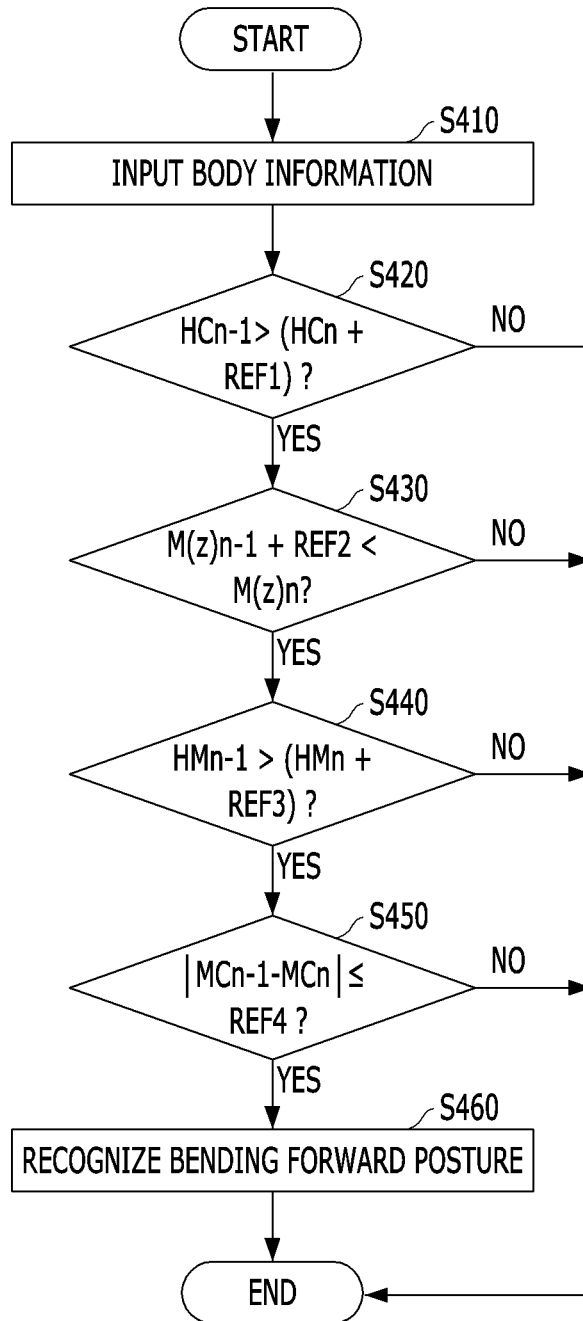 START
S410
INPUT BODY INFORMATION
S420
HCn-1> (HCn +
REF1) ?
NO
YES
S430
M(z)n-1 + REF2 <
M(z)n?
NO
YES
S440
HMn-1 > (HMn +
REF3) ?
NO
YES
S450
|MCn-1-MCn| ≤
REF4 ?
NO
YES
S460
RECOGNIZE BENDING FORWARD POSTURE
END